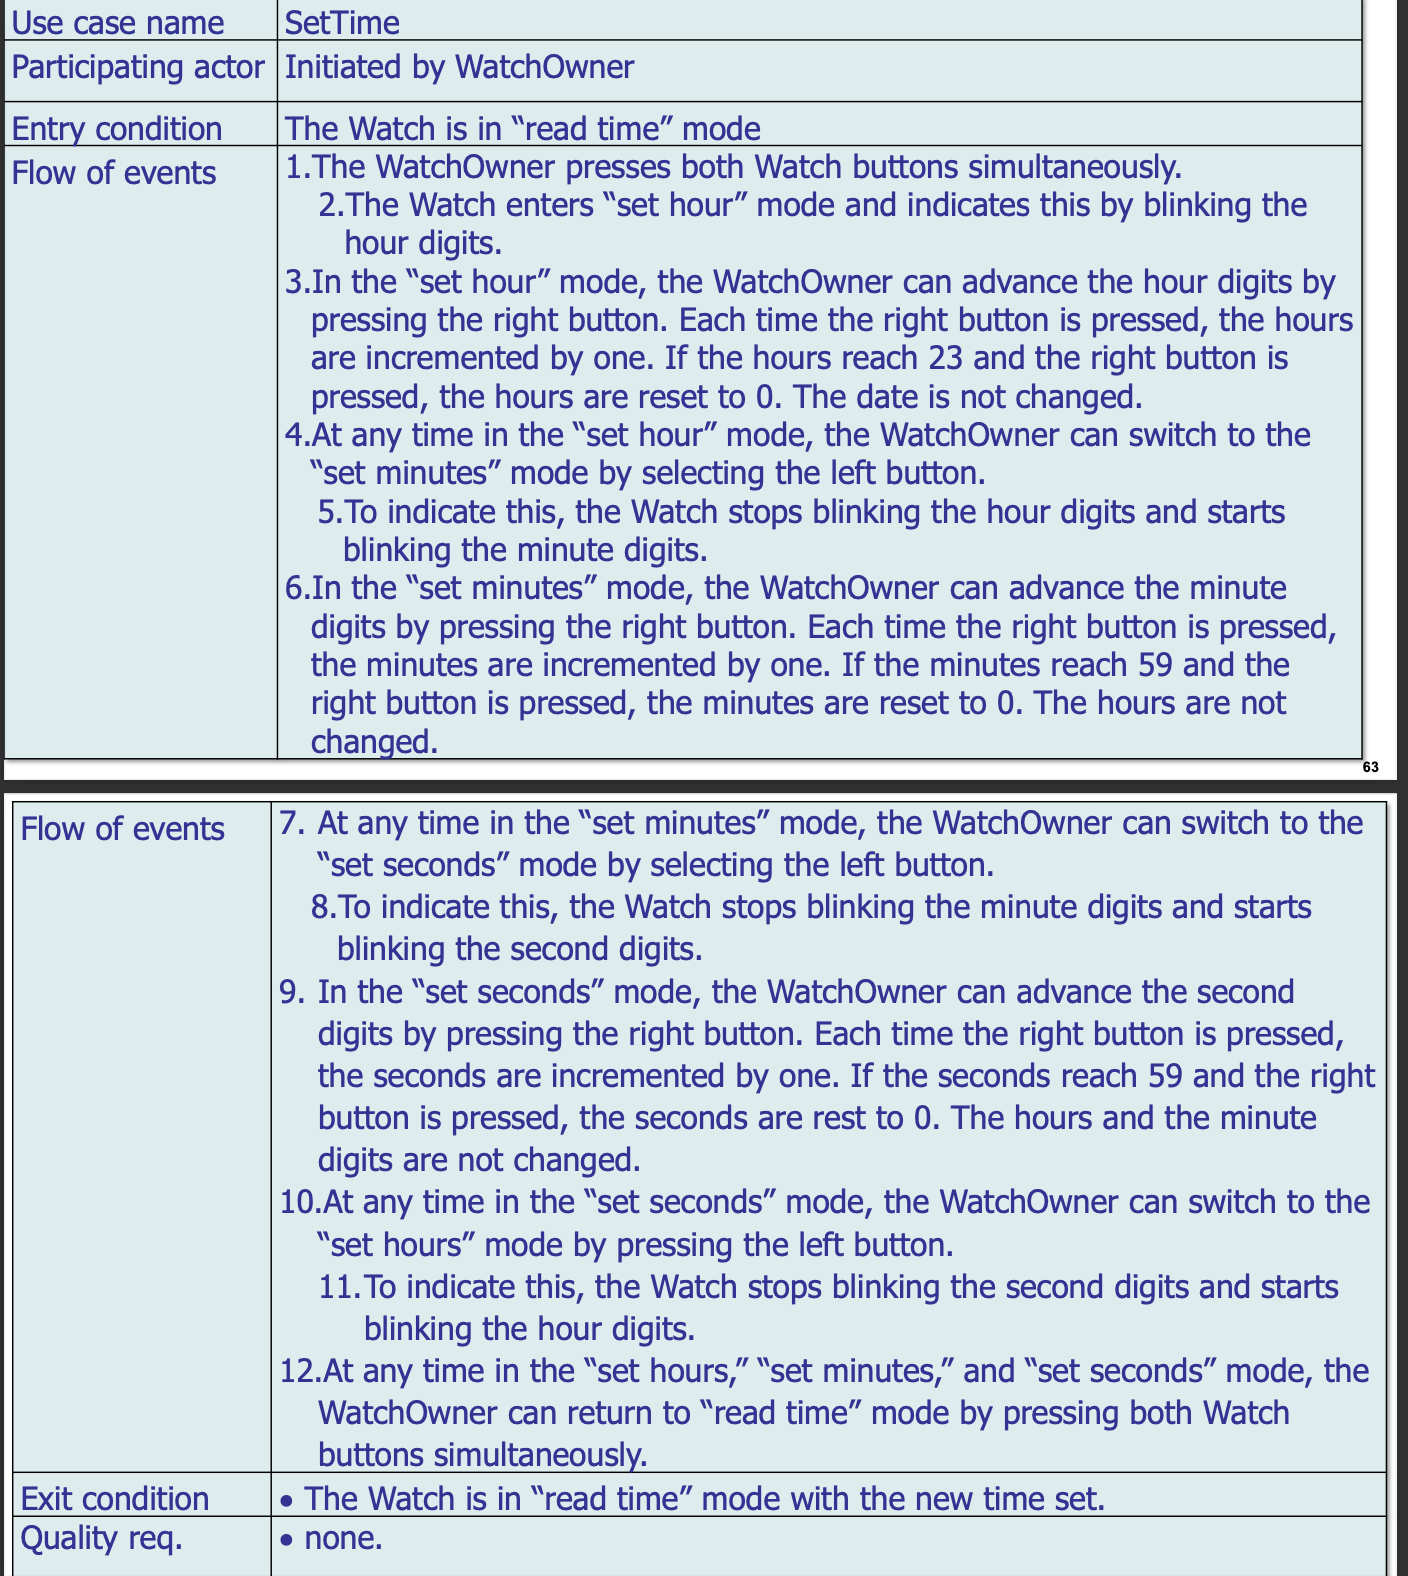 Use case name
SetTime
Participating actor
Initiated by WatchOwner
Entry condition
The Watch is in “read time” mode
Flow of events
1.The WatchOwner presses both Watch buttons simultaneously.
2.The Watch enters “set hour” mode and indicates this by blinking the
hour digits.
3.In the “set hour” mode, the WatchOwner can advance the hour digits by
pressing the right button. Each time the right button is pressed, the hours
are incremented by one. If the hours reach 23 and the right button is
pressed, the hours are reset to 0. The date is not changed.
4.At any time in the “set hour” mode, the WatchOwner can switch to the
“set minutes” mode by selecting the left button.
5.To indicate this, the Watch stops blinking the hour digits and starts
blinking the minute digits.
6.In the “set minutes” mode, the WatchOwner can advance the minute
digits by pressing the right button. Each time the right button is pressed,
the minutes are incremented by one. If the minutes reach 59 and the
right button is pressed, the minutes are reset to 0. The hours are not
changed.
63
Flow of events
7. At any time in the “set minutes” mode, the WatchOwner can switch to the
“set seconds” mode by selecting the left button.
8.To indicate this, the Watch stops blinking the minute digits and starts
blinking the second digits.
9. In the “set seconds” mode, the WatchOwner can advance the second
digits by pressing the right button. Each time the right button is pressed,
the seconds are incremented by one. If the seconds reach 59 and the right
button is pressed, the seconds are rest to 0. The hours and the minute
digits are not changed.
10.At any time in the “set seconds” mode, the WatchOwner can switch to the
“set hours” mode by pressing the left button.
11.To indicate this, the Watch stops blinking the second digits and starts
blinking the hour digits.
12.At any time in the “set hours,” “set minutes,” and “set seconds” mode, the
WatchOwner can return to “read time” mode by pressing both Watch
buttons simultaneously.
Exit condition
• The Watch is in “read time” mode with the new time set.
Quality req.
• none.